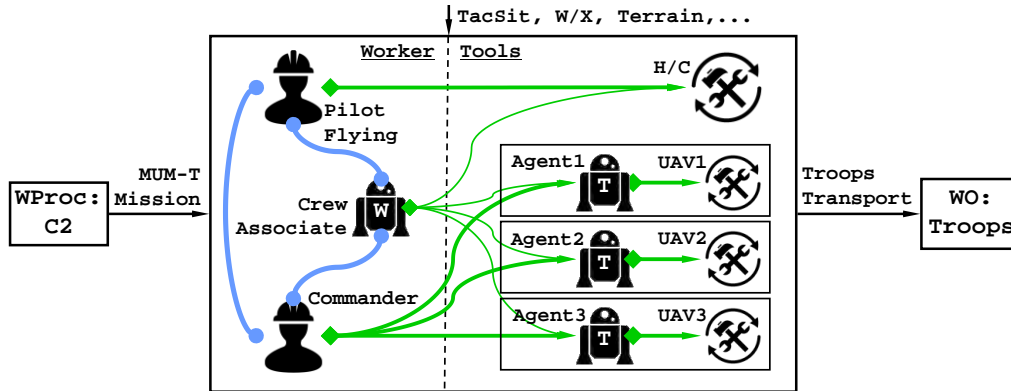 TacSit, W/X, Terrain,...
Worker
Tools
H/C
Pilot
Flying
MUM-T
Mission
WProc:
C2
Crew
Associate
W
Agent1
UAV1
T
Agent2
UAV2
T
Commander
Agent3
UAV3
T
Troops
Transport
WO:
Troops